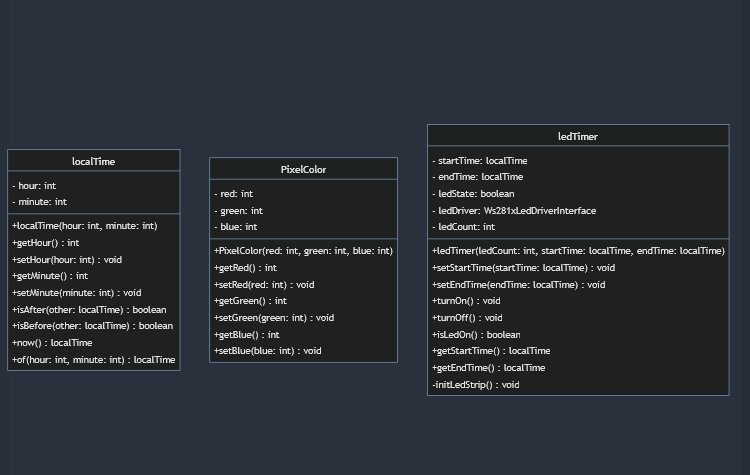 localTime
- hour: int
- minute: int
+localTime(hour: int, minute: int)
+getHour() : int
+setHour(hour: int) : void
+getMinute() : int
+setMinute(minute: int) : void
+isAfter(other: localTime) : boolean
+isBefore(other: localTime) : boolean
+now() : localTime
+of(hour: int, minute: int) : localTime
PixelColor
- red: int
- green: int
- blue: int
+PixelColor(red: int, green: int, blue: int)
+getRed() : int
+setRed(red: int) : void
+getGreen() : int
+setGreen(green: int) : void
+getBlue() : int
+setBlue(blue: int) : void
ledTimer
- startTime: localTime
- endTime: localTime
- ledState: boolean
- ledDriver: Ws281xLedDriverInterface
- ledCount: int
+ledTimer(ledCount: int, startTime: localTime, endTime: localTime)
+setStartTime(startTime: localTime) : void
+setEndTime(endTime: localTime) : void
+turnOn() : void
+turnOff() : void
+isLedOn() : boolean
+getStartTime() : localTime
+getEndTime() : localTime
-initLedStrip() : void